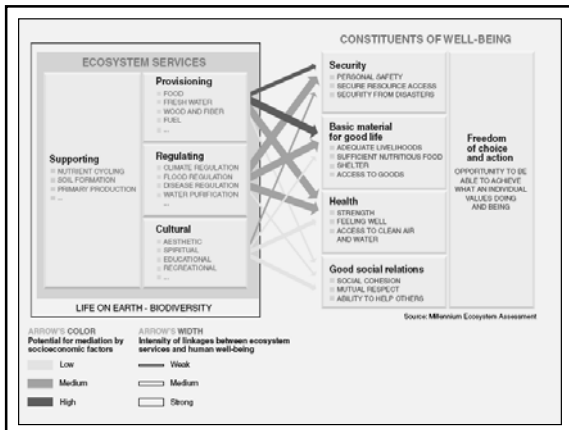 ECOSYSTEM SERVICES
Supporting
NUTRIENT CYCLING
SOIL FORMATION
PRIMARY PRODUCTION
...
Provisioning
FOOD
FRESH WATER
WOOD AND FIBER
FUEL
...
Regulating
CLIMATE REGULATION
FLOOD REGULATION
DISEASE REGULATION
WATER PURIFICATION
...
Cultural
AESTHETIC
SPIRITUAL
EDUCATIONAL
RECREATIONAL
...
LIFE ON EARTH - BIODIVERSITY
CONSTITUENTS OF WELL-BEING
Security
PERSONAL SAFETY
SECURE RESOURCE ACCESS
SECURITY FROM DISASTERS
Basic material
for good life
ADEQUATE LIVELIHOODS
SUFFICIENT NUTRITIOUS FOOD
SHELTER
ACCESS TO GOODS
Health
STRENGTH
FEELING WELL
ACCESS TO CLEAN AIR
AND WATER
Good social relations
SOCIAL COHESION
MUTUAL RESPECT
ABILITY TO HELP OTHERS
Freedom
of choice
and action
OPPORTUNITY TO BE
ABLE TO ACHIEVE
WHAT AN INDIVIDUAL
VALUES DOING
AND BEING
Source: Millennium Ecosystem Assessment
ARROW'S COLOR
Potential for mediation by
socioeconomic factors
Low
Medium
High
ARROW'S WIDTH
Intensity of linkages between ecosystem
services and human well-being
Weak
Medium
Strong